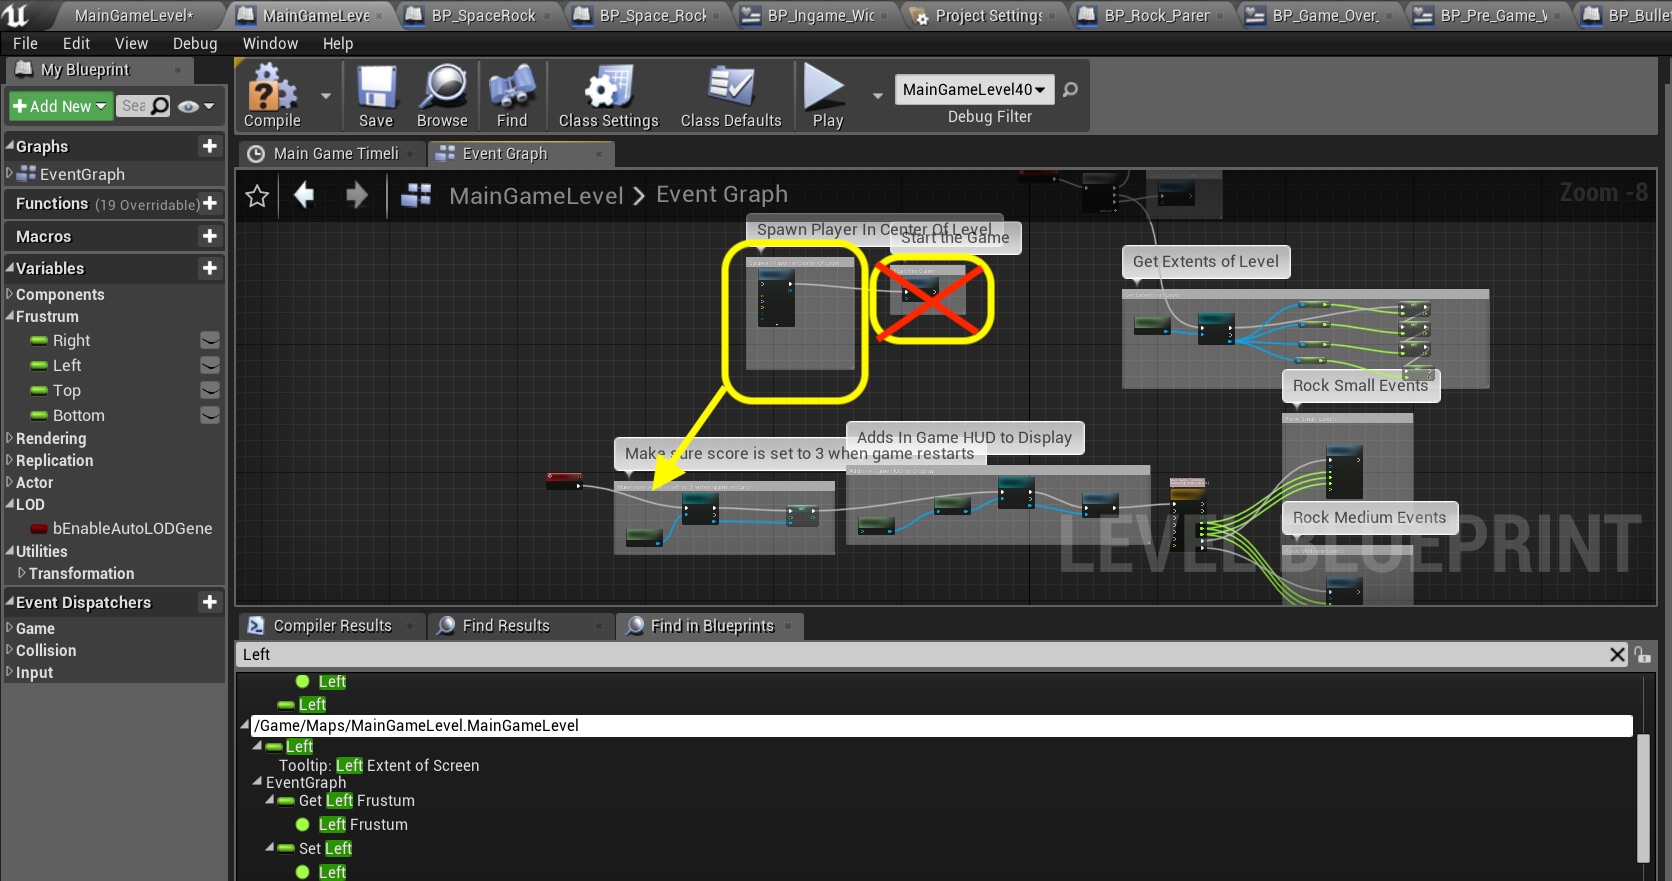 MainGameLevel*
MainGameLeve
BP_SpaceRock
BP_Space_Rock
BP_Ingame_Wid
Project Settings
BP_Rock_Paren
BP_Game_Over_
BP_Pre_Game_W
BP_Bullet
File Edit View Debug Window Help
My Blueprint
Add New
Sea
Compile
Save
Browse
Find
Class Settings
Class Defaults
Play
MainGameLevel40
Debug Filter
Graphs
EventGraph
Functions (19 Overridable)
Macros
Variables
Components
Frustrum
Right
Left
Top
Bottom
Rendering
Replication
Actor
LOD
bEnableAutoLODGene
Utilities
Transformation
Event Dispatchers
Game
Collision
Input
Main Game Timeli
Event Graph
MainGameLevel > Event Graph
Zoom -8
Spawn Player In Center Of Level
Start the Game
Get Extents of Level
Rock Small Events
Adds In Game HUD to Display
Make sure score is set to 3 when game restarts
Rock Medium Events
LEVEL BLUEPRINT
Compiler Results
Find Results
Find in Blueprints
Left
Left
Left
/Game/Maps/MainGameLevel.MainGameLevel
Left
Tooltip: Left Extent of Screen
EventGraph
Get Left Frustum
Left Frustum
Set Left
Left